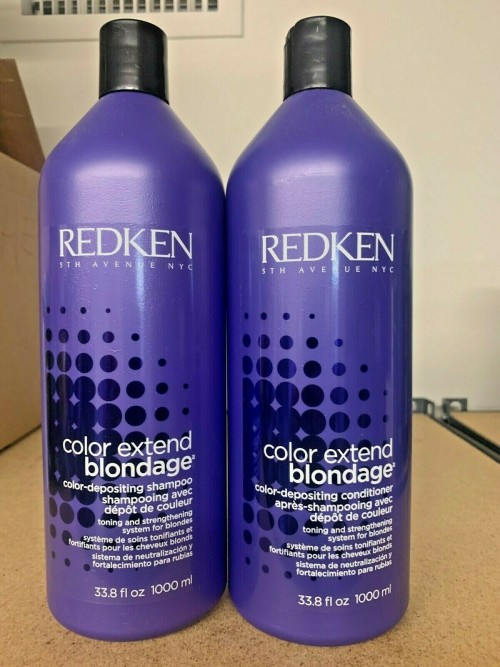 REDKEN
5TH AVENUE NYC
color extend
blondage
color-depositing shampoo
shampooing avec
dépôt de couleur
toning and strengthening
system for blondes
système de soins tonifiants et
fortifiants pour les cheveux blonds
sistema de neutralización y
fortalecimiento para rubias
33.8 fl oz 1000 ml
REDKEN
5TH AVENUE NYC
color extend
blondage
color-depositing conditioner
après-shampooing avec
dépôt de couleur
toning and strengthening
system for blondes
système de soins tonifiants et
fortifiants pour les cheveux blonds
sistema de neutralización y
fortalecimiento para rubias
33.8 fl oz 1000 ml